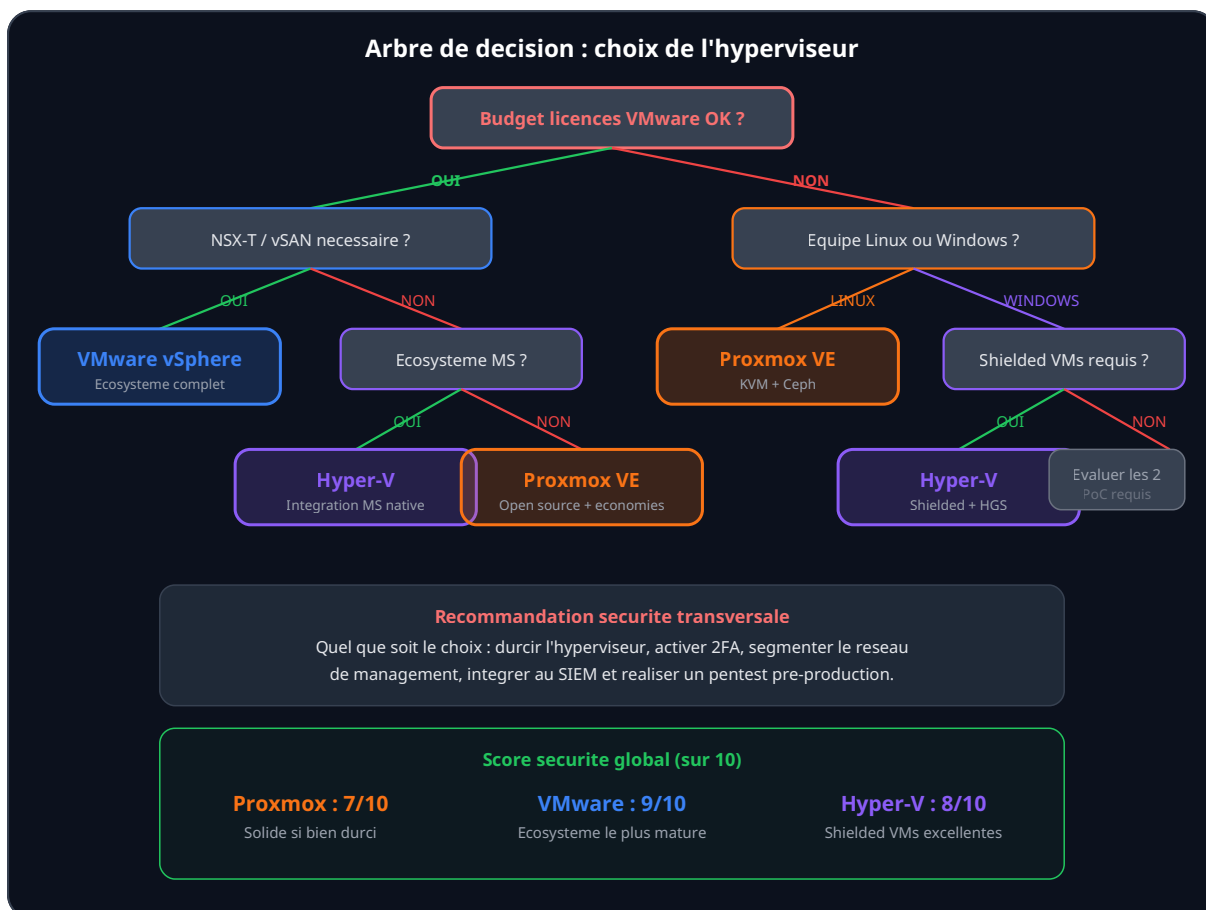 Arbre de decision : choix de l'hyperviseur
Budget licences VMware OK ?
OUI
NON
NSX-T / vSAN necessaire ?
Equipe Linux ou Windows ?
OUI
NON
LINUX
WINDOWS
VMware vSphere
Ecosysteme complet
Ecosysteme MS ?
Proxmox VE
KVM + Ceph
Shielded VMs requis ?
OUI
NON
OUI
NON
Hyper-V
Integration MS native
Proxmox VE
Open source + economies
Hyper-V
Shielded + HGS
Evaluer les 2
PoC requis
Recommandation securite transversale
Quel que soit le choix : durcir l'hyperviseur, activer 2FA, segmenter le reseau
de management, integrer au SIEM et realiser un pentest pre-production.
Score securite global (sur 10)
Proxmox : 7/10
Solide si bien durci
VMware : 9/10
Ecosysteme le plus mature
Hyper-V : 8/10
Shielded VMs excellentes